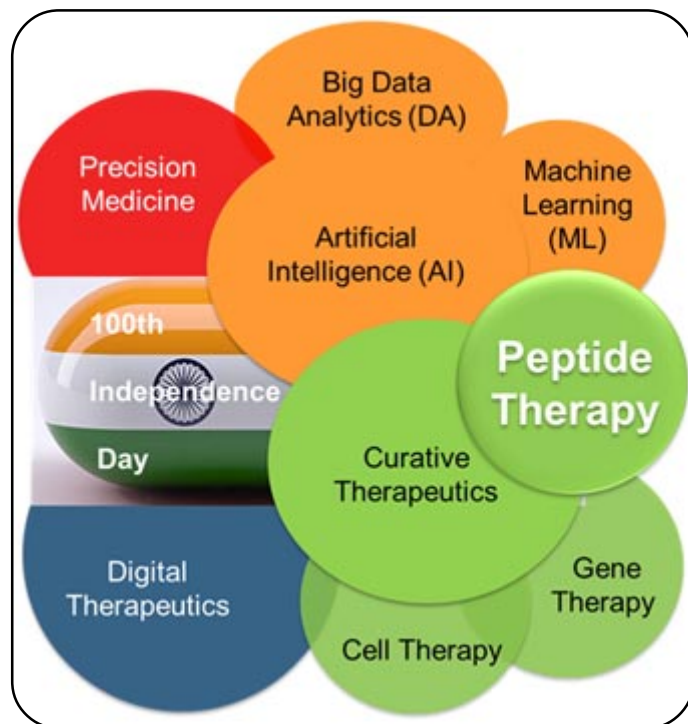 Big Data
Analytics (DA)
Precision
Medicine
Machine
Learning
(ML)
Artificial
Intelligence (AI)
100th
Independence
Day
Peptide
Therapy
Curative
Therapeutics
Digital
Therapeutics
Gene
Therapy
Cell Therapy